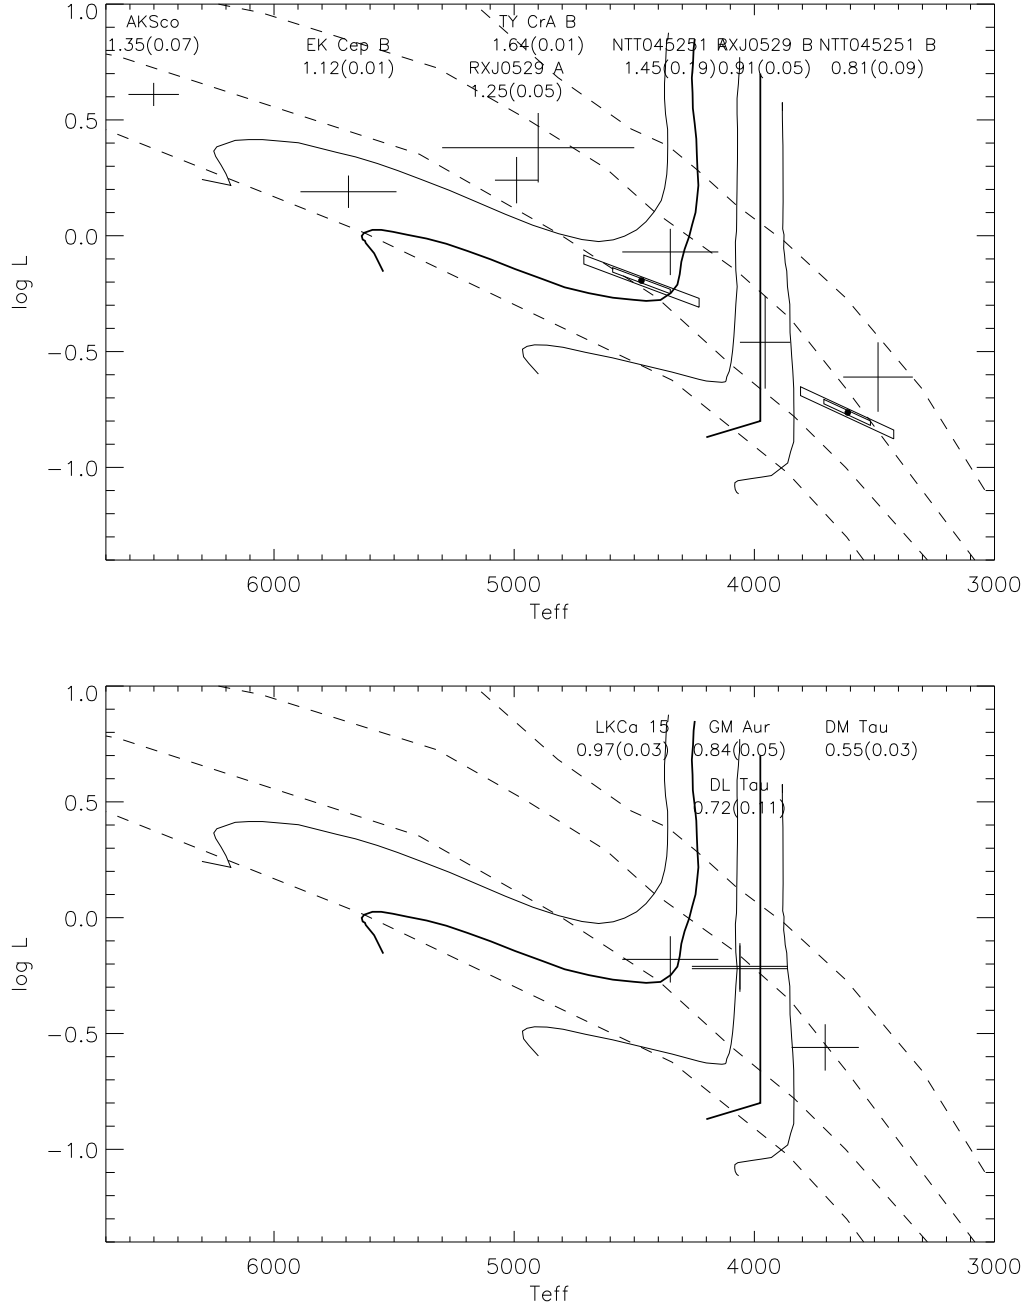 AKSco
TY CrA B
1.35(0.07)
EK Cep B
1.64(0.01)
NTT045251 A
RXJ0529 B
NTT045251 B
1.12(0.01)
RXJ0529 A
1.45(0.19)
0.91(0.05)
0.81(0.09)
1.25(0.05)
1.0
0.5
0.0
−0.5
−1.0
log L
6000
5000
4000
3000
Teff
LKCa 15
GM Aur
DM Tau
0.97(0.03)
0.84(0.05)
0.55(0.03)
DL Tau
0.72(0.11)
1.0
0.5
0.0
−0.5
−1.0
log L
6000
5000
4000
3000
Teff